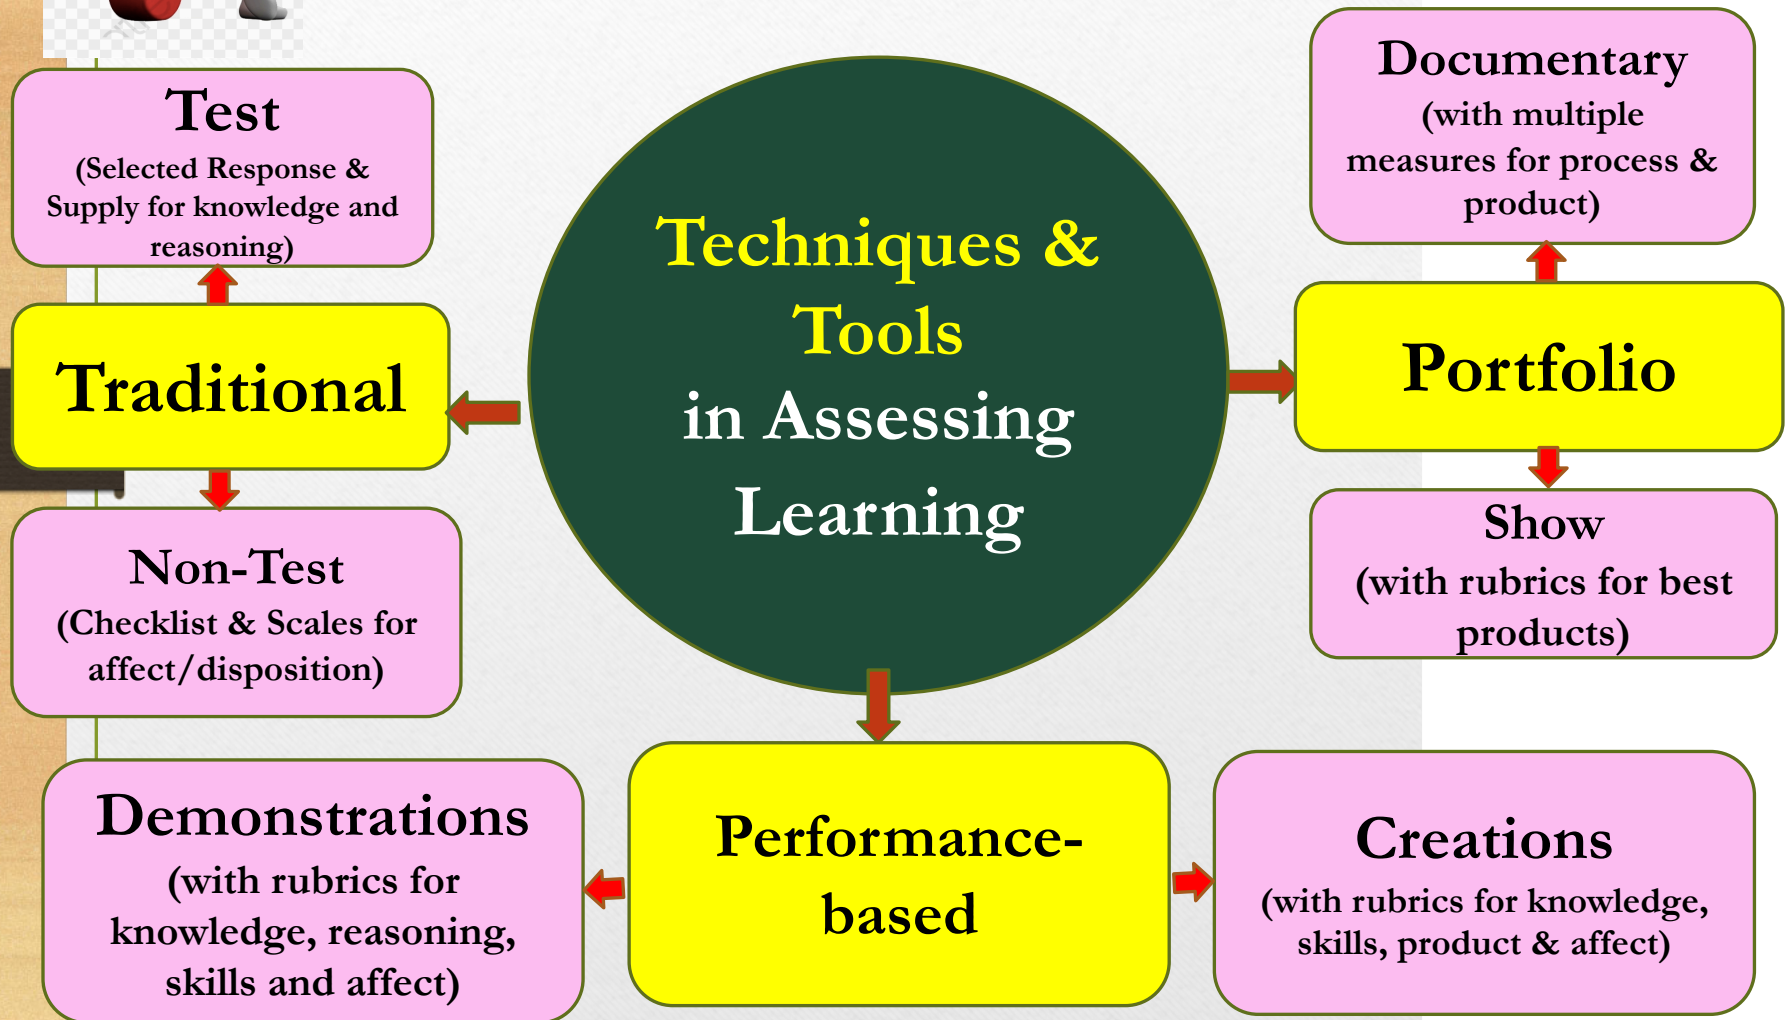 Test
(Selected Response &
Supply for knowledge and
reasoning)
Traditional
Non-Test
(Checklist & Scales for
affect/disposition)
Techniques &
Tools
in Assessing
Learning
Documentary
(with multiple
measures for process &
product)
Portfolio
Show
(with rubrics for best
products)
Demonstrations
(with rubrics for
knowledge, reasoning,
skills and affect)
Performance-
based
Creations
(with rubrics for knowledge,
skills, product & affect)